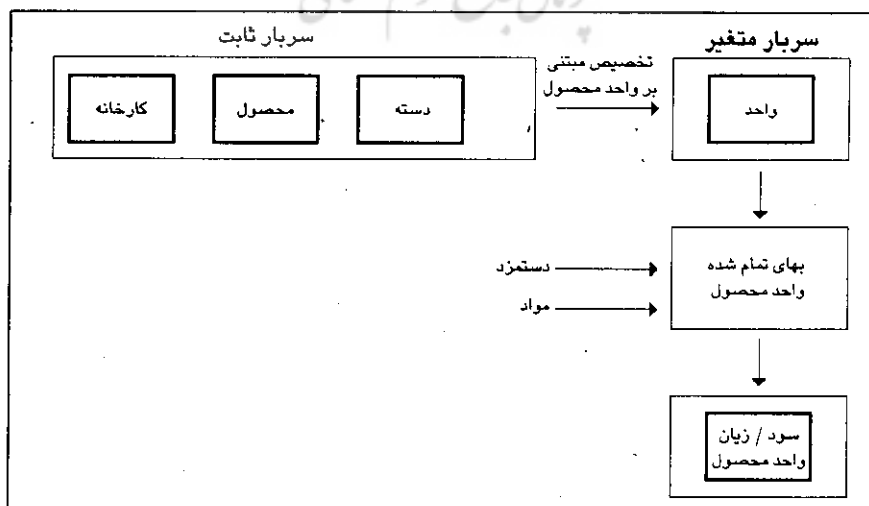 سربار متغیر
سربار ثابت
تخصیص مبتنی
بر واحد محصول
واحد
دسته
محصول
کارخانه
بهای تمام شده
واحد محصول
دستمزد
مواد
سود / زیان
واحد محصول